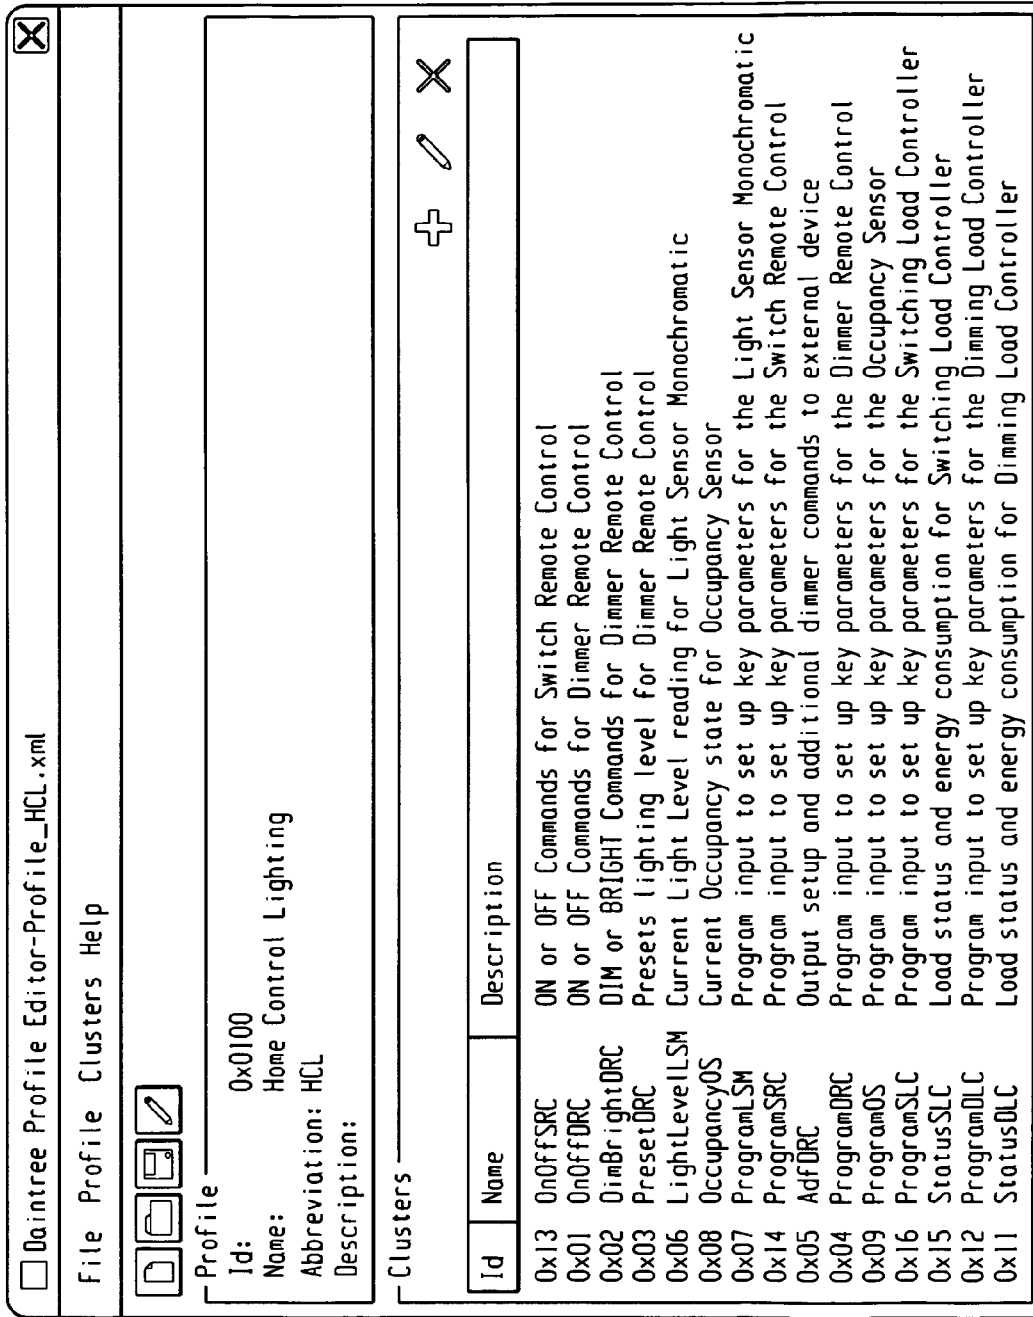 Daintree Profile Editor-Profile_HCL.xml
File Profile Clusters Help
Profile
Id: 0x0100
Name: Home Control Lighting
Abbreviation: HCL
Description:
Clusters
Id Name Description
0x13 OnOffSRC ON or OFF Commands for Switch Remote Control
0x01 OnOffDRC ON or OFF Commands for Dimmer Remote Control
0x02 DimBrightDRC DIM or BRIGHT Commands for Dimmer Remote Control
0x03 PresetDRC Presets lighting level for Dimmer Remote Control
0x06 LightLevelLSM Current Light Level reading for Light Sensor Monochromatic
0x08 OccupancyOS Current Occupancy state for Occupancy Sensor
0x07 ProgramLSM Program input to set up key parameters for the Light Sensor Monochromatic
0x14 ProgramSRC Program input to set up key parameters for the Switch Remote Control
0x05 AdfDRC Output setup and additional dimmer commands to external device
0x04 ProgramDRC Program input to set up key parameters for the Dimmer Remote Control
0x09 ProgramOS Program input to set up key parameters for the Occupancy Sensor
0x16 ProgramSLC Program input to set up key parameters for the Switching Load Controller
0x15 StatusSLC Load status and energy consumption for Switching Load Controller
0x12 ProgramDLC Program input to set up key parameters for the Dimming Load Controller
0x11 StatusDLC Load status and energy consumption for Dimming Load Controller